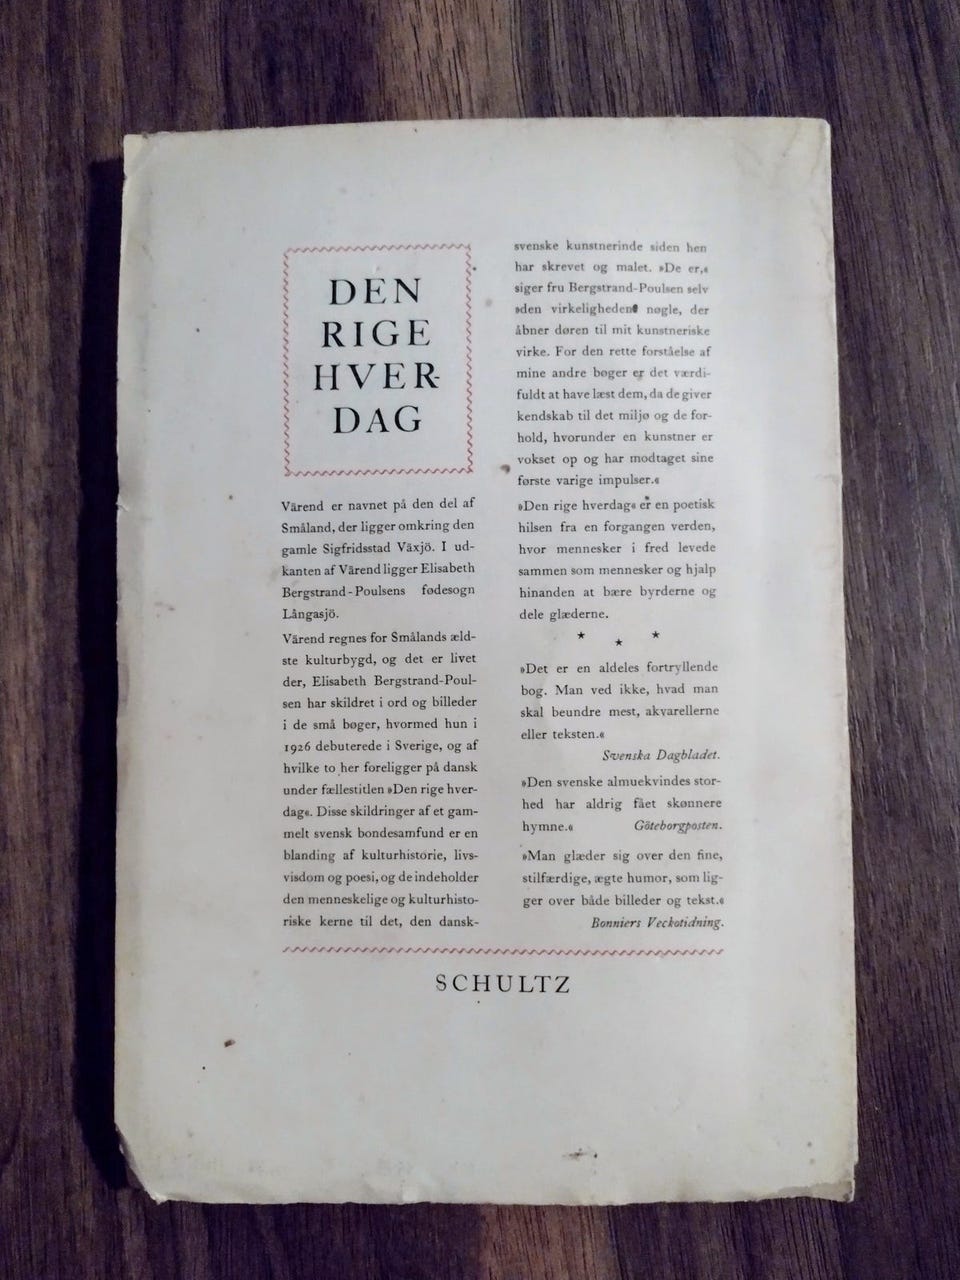 DEN
RIGE
HVER-
DAG
Värend er navnet på den del af
Småland, der ligger omkring den
gamle Sigfridsstad Växjö. I ud-
kanten af Värend ligger Elisabeth
Bergstrand-Poulsens fødesogn
Långasjö.
Värend regnes for Smålands æld-
ste kulturbygd, og det er livet
der, Elisabeth Bergstrand-Poul-
sen har skildret i ord og billeder
i de små bøger, hvormed hun i
1926 debuterede i Sverige, og af
hvilke to her foreligger på dansk
under fællestitlen »Den rige hver-
dag«. Disse skildringer af et gam-
melt svensk bondesamfund er en
blanding af kulturhistorie, livs-
visdom og poesi, og de indeholder
den menneskelige og kulturhisto-
riske kerne til det, den dansk-
svenske kunstnerinde siden hen
har skrevet og malet. »De er,«
siger fru Bergstrand-Poulsen selv
»den virkeligheden nøgle, der
åbner døren til mit kunstneriske
virke. For den rette forståelse af
mine andre bøger er det værdi-
fuldt at have læst dem, da de giver
kendskab til det miljø og de for-
hold, hvorunder en kunstner er
vokset op og har modtaget sine
første varige impulser.«
»Den rige hverdag« er en poetisk
hilsen fra en forgangen verden,
hvor mennesker i fred levede
sammen som mennesker og hjalp
hinanden at bære byrderne og
dele glæderne.
* * *
»Det er en aldeles fortryllende
bog. Man ved ikke, hvad man
skal beundre mest, akvarellerne
eller teksten.«
Svenska Dagbladet.
»Den svenske almuekvindes stor-
hed har aldrig fået skønnere
hymne.« Göteborgposten.
»Man glæder sig over den fine,
stilfærdige, ægte humor, som lig-
ger over både billeder og tekst.«
Bonniers Veckotidning.
SCHULTZ